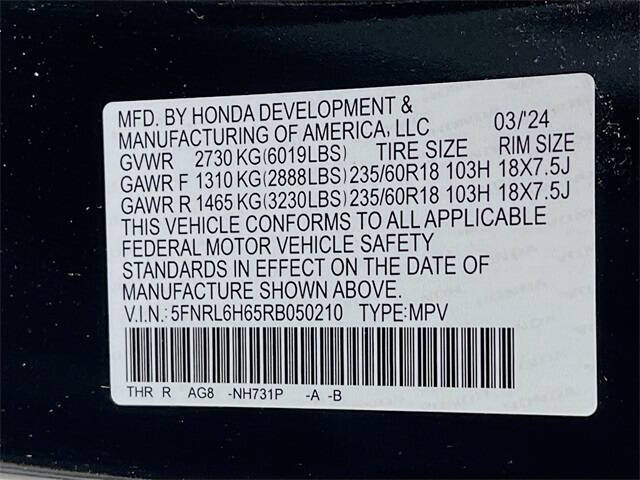 MFD. BY HONDA DEVELOPMENT &
MANUFACTURING OF AMERICA, LLC 03/'24
GVWR 2730 KG(6019LBS) TIRE SIZE RIM SIZE
GAWR F 1310 KG(2888LBS) 235/60R18 103H 18X7.5J
GAWR R 1465 KG(3230LBS) 235/60R18 103H 18X7.5J
THIS VEHICLE CONFORMS TO ALL APPLICABLE
FEDERAL MOTOR VEHICLE SAFETY
STANDARDS IN EFFECT ON THE DATE OF
MANUFACTURE SHOWN ABOVE.
V.I.N.: 5FNRL6H65RB050210 TYPE:MPV
THR R AG8 -NH731P -A -B